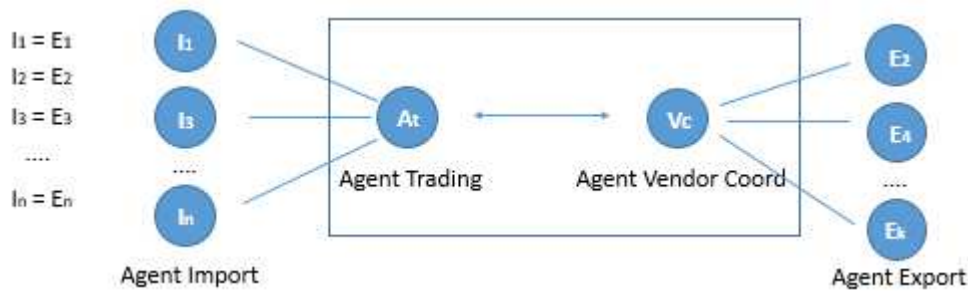 I1 = E1
I2 = E2
I3 = E3
....
In = En
I1
I3
....
In
Agent Import
At
Agent Trading
Vc
Agent Vendor Coord
E2
E4
....
Ek
Agent Export